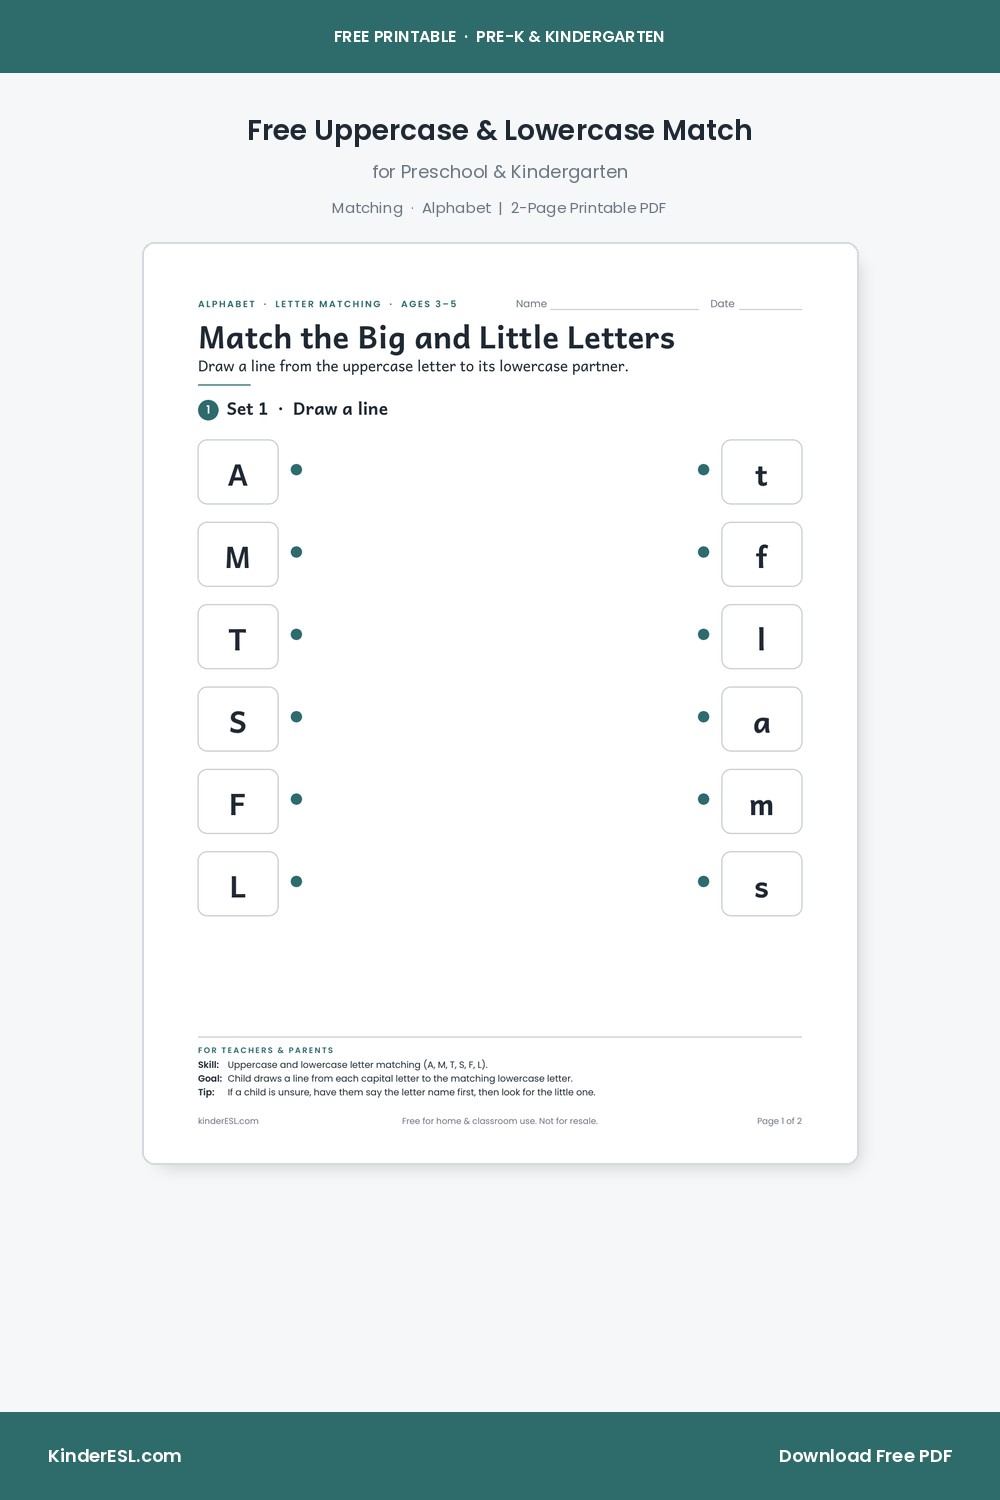 FREE PRINTABLE · PRE-K & KINDERGARTEN
Free Uppercase & Lowercase Match
for Preschool & Kindergarten
Matching · Alphabet | 2-Page Printable PDF
ALPHABET · LETTER MATCHING · AGES 3–5 Name Date
Match the Big and Little Letters
Draw a line from the uppercase letter to its lowercase partner.
1 Set 1 · Draw a line
A t
M f
T l
S a
F m
L s
FOR TEACHERS & PARENTS
Skill: Uppercase and lowercase letter matching (A, M, T, S, F, L).
Goal: Child draws a line from each capital letter to the matching lowercase letter.
Tip: If a child is unsure, have them say the letter name first, then look for the little one.
kinderESL.com Free for home & classroom use. Not for resale. Page 1 of 2
KinderESL.com Download Free PDF